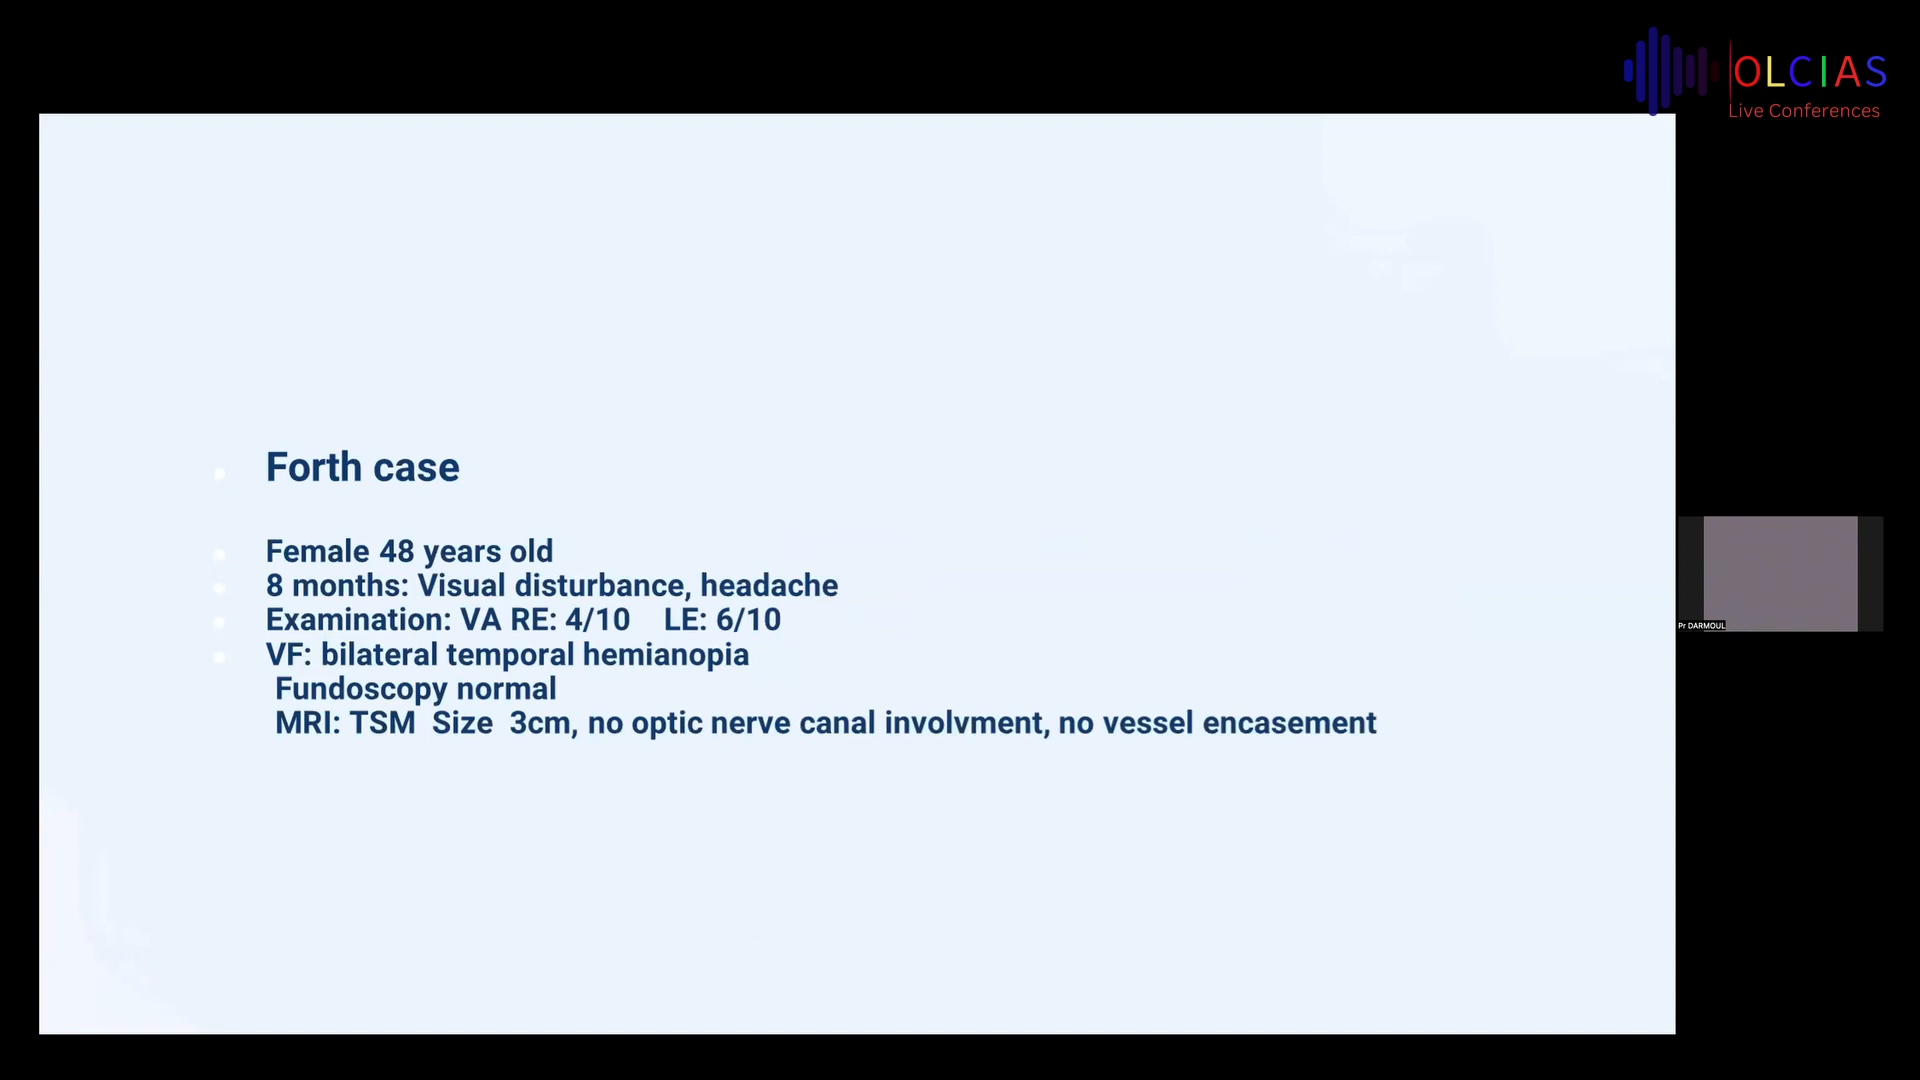 OLCIAS
Live Conferences
Forth case
Female 48 years old
8 months: Visual disturbance, headache
Examination: VA RE: 4/10 LE: 6/10
VF: bilateral temporal hemianopia
Fundoscopy normal
MRI: TSM Size 3cm, no optic nerve canal involvment, no vessel encasement
Pr DARMOUL